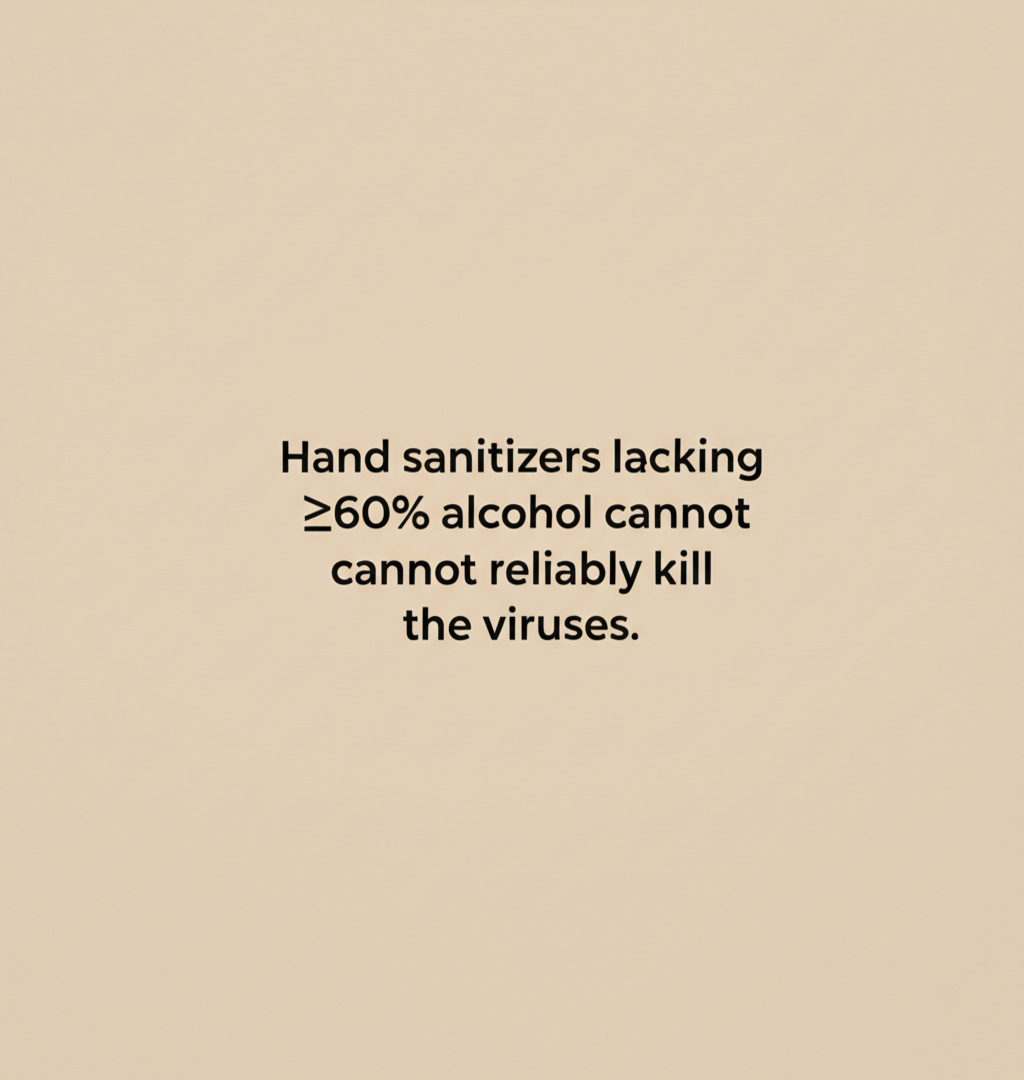 Hand sanitizers lacking
≥60% alcohol cannot
cannot reliably kill
the viruses.